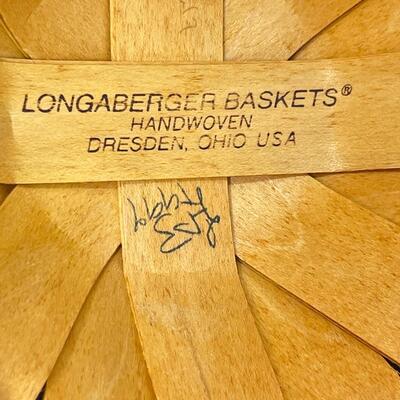 LONGABERGER BASKETS®
HANDWOVEN
DRESDEN, OHIO USA